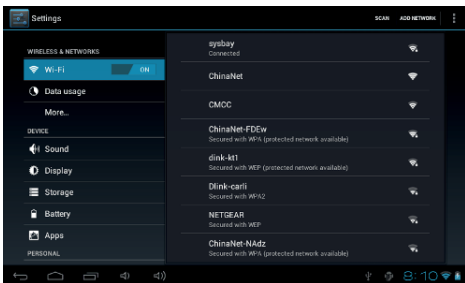 Settings
SCAN
ADD NETWORK
WIRELESS & NETWORKS
Wi-Fi
ON
Data usage
More...
DEVICE
Sound
Display
Storage
Battery
Apps
PERSONAL
sysbay
Connected
ChinaNet
CMCC
ChinaNet-FDEw
Secured with WPA (protected network available)
dink-kt1
Secured with WEP (protected network available)
Dlink-carli
Secured with WPA2
NETGEAR
Secured with WEP
ChinaNet-NAdz
Secured with WPA (protected network available)
8:10